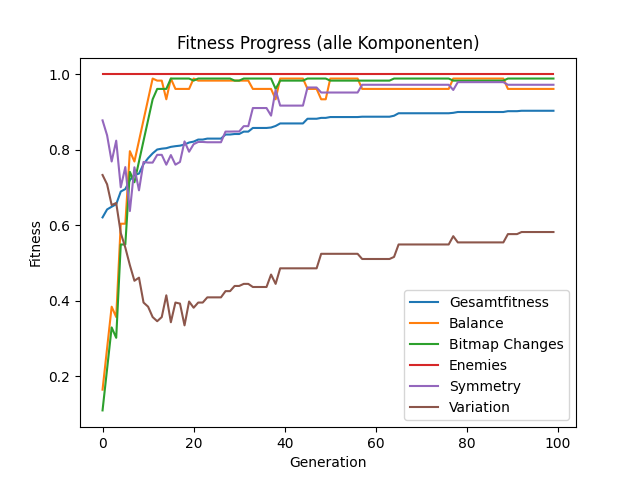 Fitness Progress (alle Komponenten)
Fitness
1.0
0.8
0.6
0.4
0.2
0 20 40 60 80 100
Generation
Gesamtfitness
Balance
Bitmap Changes
Enemies
Symmetry
Variation